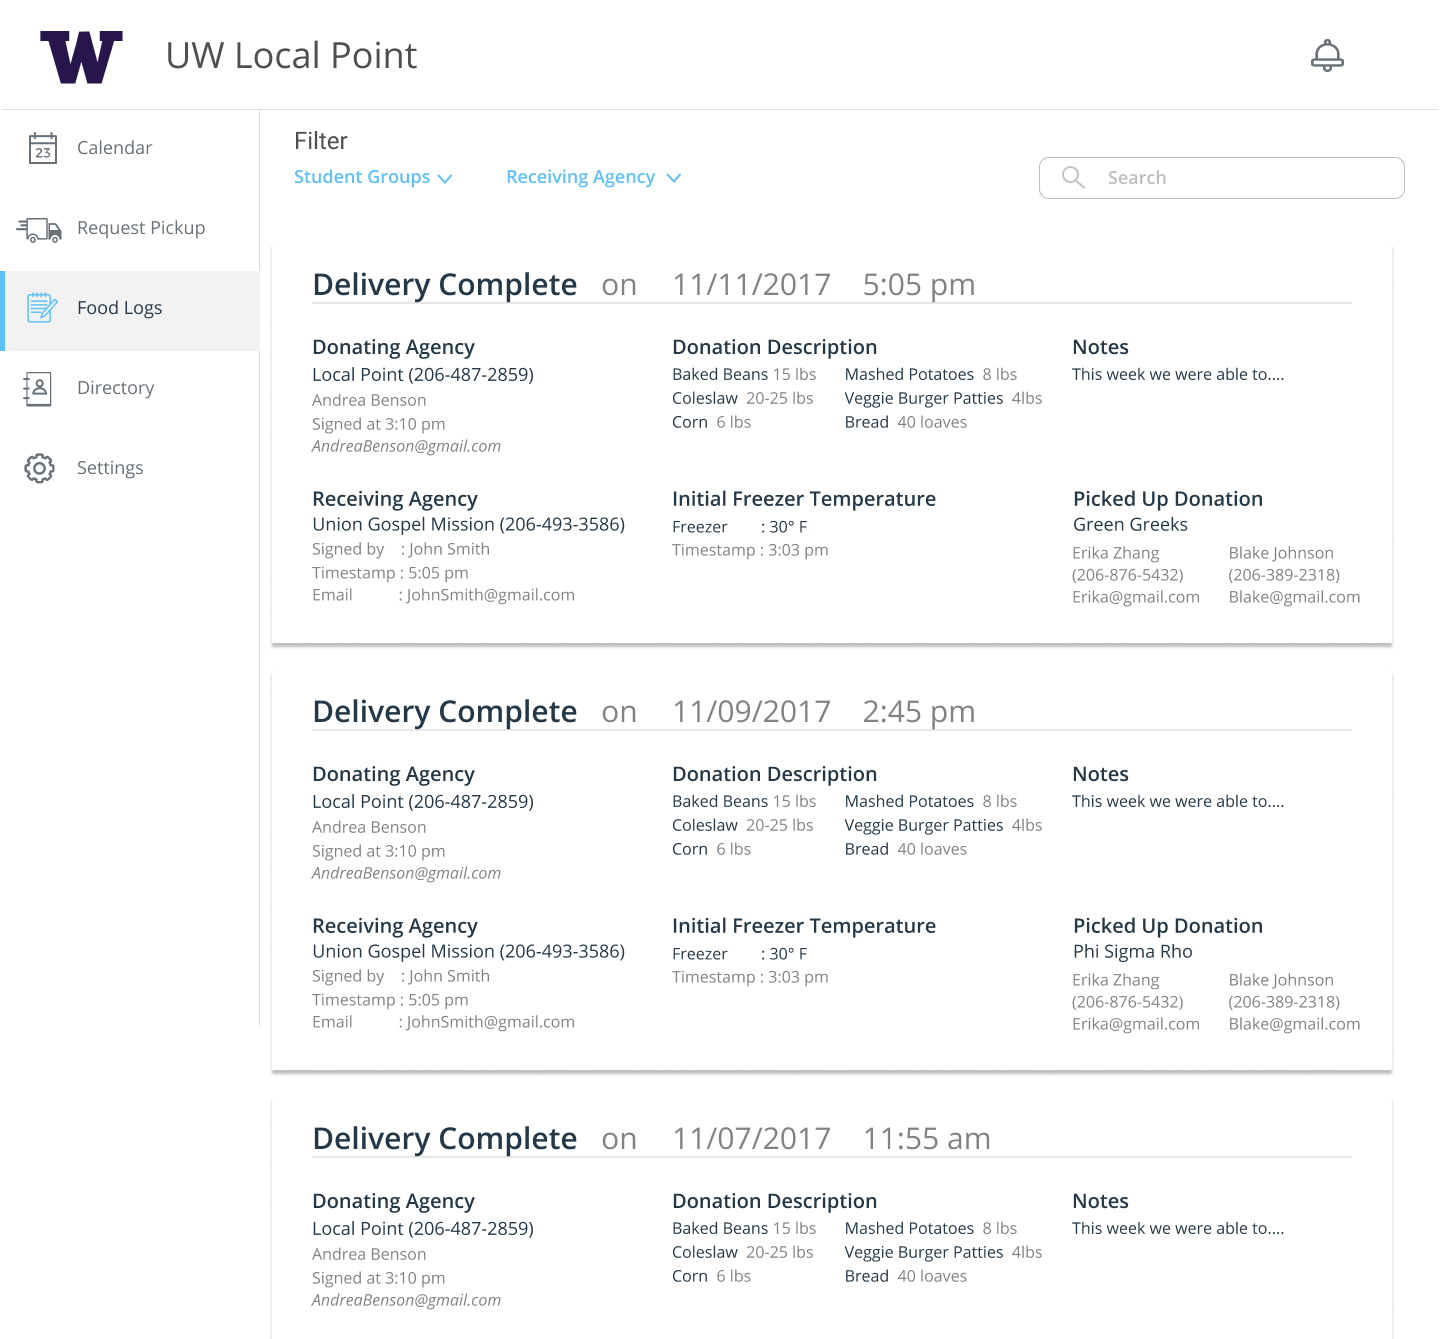 W UW Local Point
23 Calendar
Request Pickup
Food Logs
Directory
Settings
Filter
Student Groups Receiving Agency
Search
Delivery Complete on 11/11/2017 5:05 pm
Donating Agency
Local Point (206-487-2859)
Andrea Benson
Signed at 3:10 pm
AndreaBenson@gmail.com
Donation Description
Baked Beans 15 lbs Mashed Potatoes 8 lbs
Coleslaw 20-25 lbs Veggie Burger Patties 4lbs
Corn 6 lbs Bread 40 loaves
Notes
This week we were able to....
Receiving Agency
Union Gospel Mission (206-493-3586)
Signed by : John Smith
Timestamp : 5:05 pm
Email : JohnSmith@gmail.com
Initial Freezer Temperature
Freezer : 30° F
Timestamp : 3:03 pm
Picked Up Donation
Green Greeks
Erika Zhang Blake Johnson
(206-876-5432) (206-389-2318)
Erika@gmail.com Blake@gmail.com
Delivery Complete on 11/09/2017 2:45 pm
Donating Agency
Local Point (206-487-2859)
Andrea Benson
Signed at 3:10 pm
AndreaBenson@gmail.com
Donation Description
Baked Beans 15 lbs Mashed Potatoes 8 lbs
Coleslaw 20-25 lbs Veggie Burger Patties 4lbs
Corn 6 lbs Bread 40 loaves
Notes
This week we were able to....
Receiving Agency
Union Gospel Mission (206-493-3586)
Signed by : John Smith
Timestamp : 5:05 pm
Email : JohnSmith@gmail.com
Initial Freezer Temperature
Freezer : 30° F
Timestamp : 3:03 pm
Picked Up Donation
Phi Sigma Rho
Erika Zhang Blake Johnson
(206-876-5432) (206-389-2318)
Erika@gmail.com Blake@gmail.com
Delivery Complete on 11/07/2017 11:55 am
Donating Agency
Local Point (206-487-2859)
Andrea Benson
Signed at 3:10 pm
AndreaBenson@gmail.com
Donation Description
Baked Beans 15 lbs Mashed Potatoes 8 lbs
Coleslaw 20-25 lbs Veggie Burger Patties 4lbs
Corn 6 lbs Bread 40 loaves
Notes
This week we were able to....